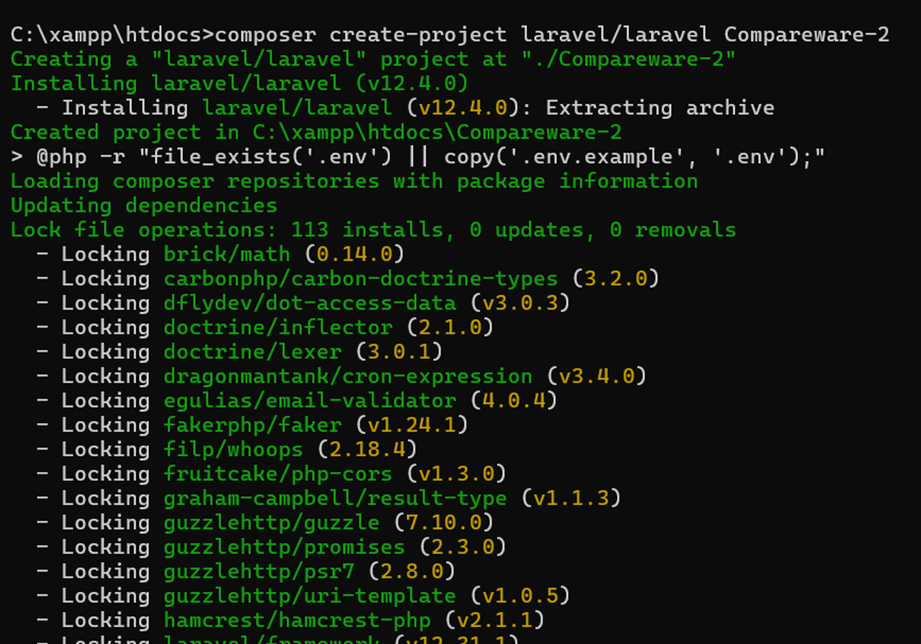 C:\xampp\htdocs>composer create-project laravel/laravel Compareware-2
Creating a "laravel/laravel" project at "./Compareware-2"
Installing laravel/laravel (v12.4.0)
  - Installing laravel/laravel (v12.4.0): Extracting archive
Created project in C:\xampp\htdocs\Compareware-2
> @php -r "file_exists('.env') || copy('.env.example', '.env');"
Loading composer repositories with package information
Updating dependencies
Lock file operations: 113 installs, 0 updates, 0 removals
  - Locking brick/math (0.14.0)
  - Locking carbonphp/carbon-doctrine-types (3.2.0)
  - Locking dflydev/dot-access-data (v3.0.3)
  - Locking doctrine/inflector (2.1.0)
  - Locking doctrine/lexer (3.0.1)
  - Locking dragonmantank/cron-expression (v3.4.0)
  - Locking egulias/email-validator (4.0.4)
  - Locking fakerphp/faker (v1.24.1)
  - Locking filp/whoops (2.18.4)
  - Locking fruitcake/php-cors (v1.3.0)
  - Locking graham-campbell/result-type (v1.1.3)
  - Locking guzzlehttp/guzzle (7.10.0)
  - Locking guzzlehttp/promises (2.3.0)
  - Locking guzzlehttp/psr7 (2.8.0)
  - Locking guzzlehttp/uri-template (v1.0.5)
  - Locking hamcrest/hamcrest-php (v2.1.1)
  - Locking laravel/framework (v12.31.1)